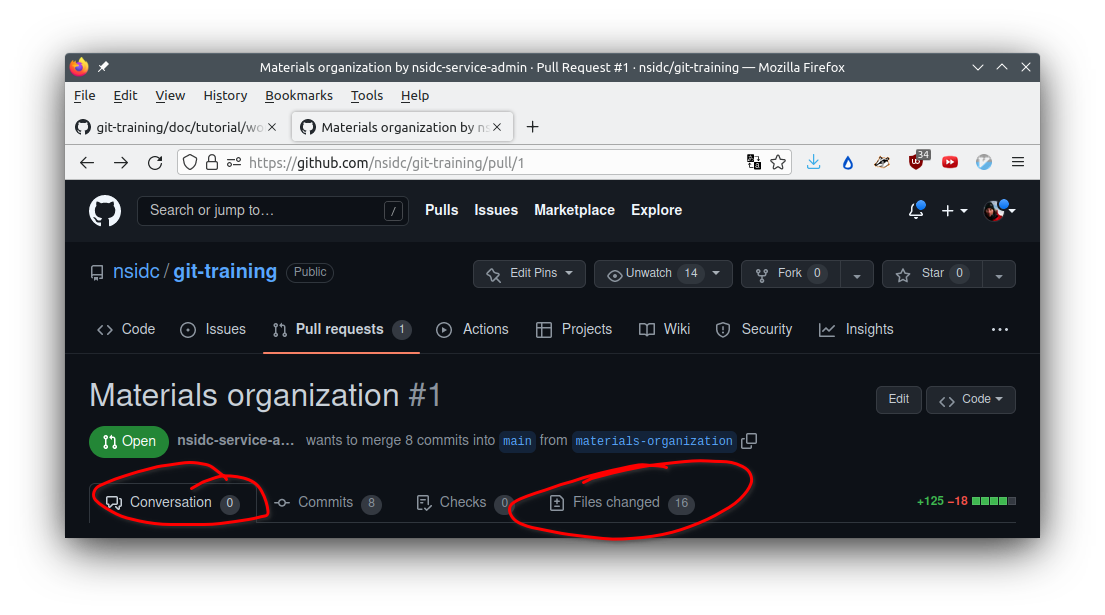 Materials organization by nsidc-service-admin · Pull Request #1 · nsidc/git-training — Mozilla Firefox
File Edit View History Bookmarks Tools Help
git-training/doc/tutorial/wo Materials organization by ns
https://github.com/nsidc/git-training/pull/1 34
Search or jump to… / Pulls Issues Marketplace Explore
nsidc / git-training Public Edit Pins Unwatch 14 Fork 0 Star 0
Code Issues Pull requests 1 Actions Projects Wiki Security Insights
Materials organization #1 Edit Code
Open nsidc-service-a… wants to merge 8 commits into main from materials-organization
Conversation 0 Commits 8 Checks 0 Files changed 16 +125 −18